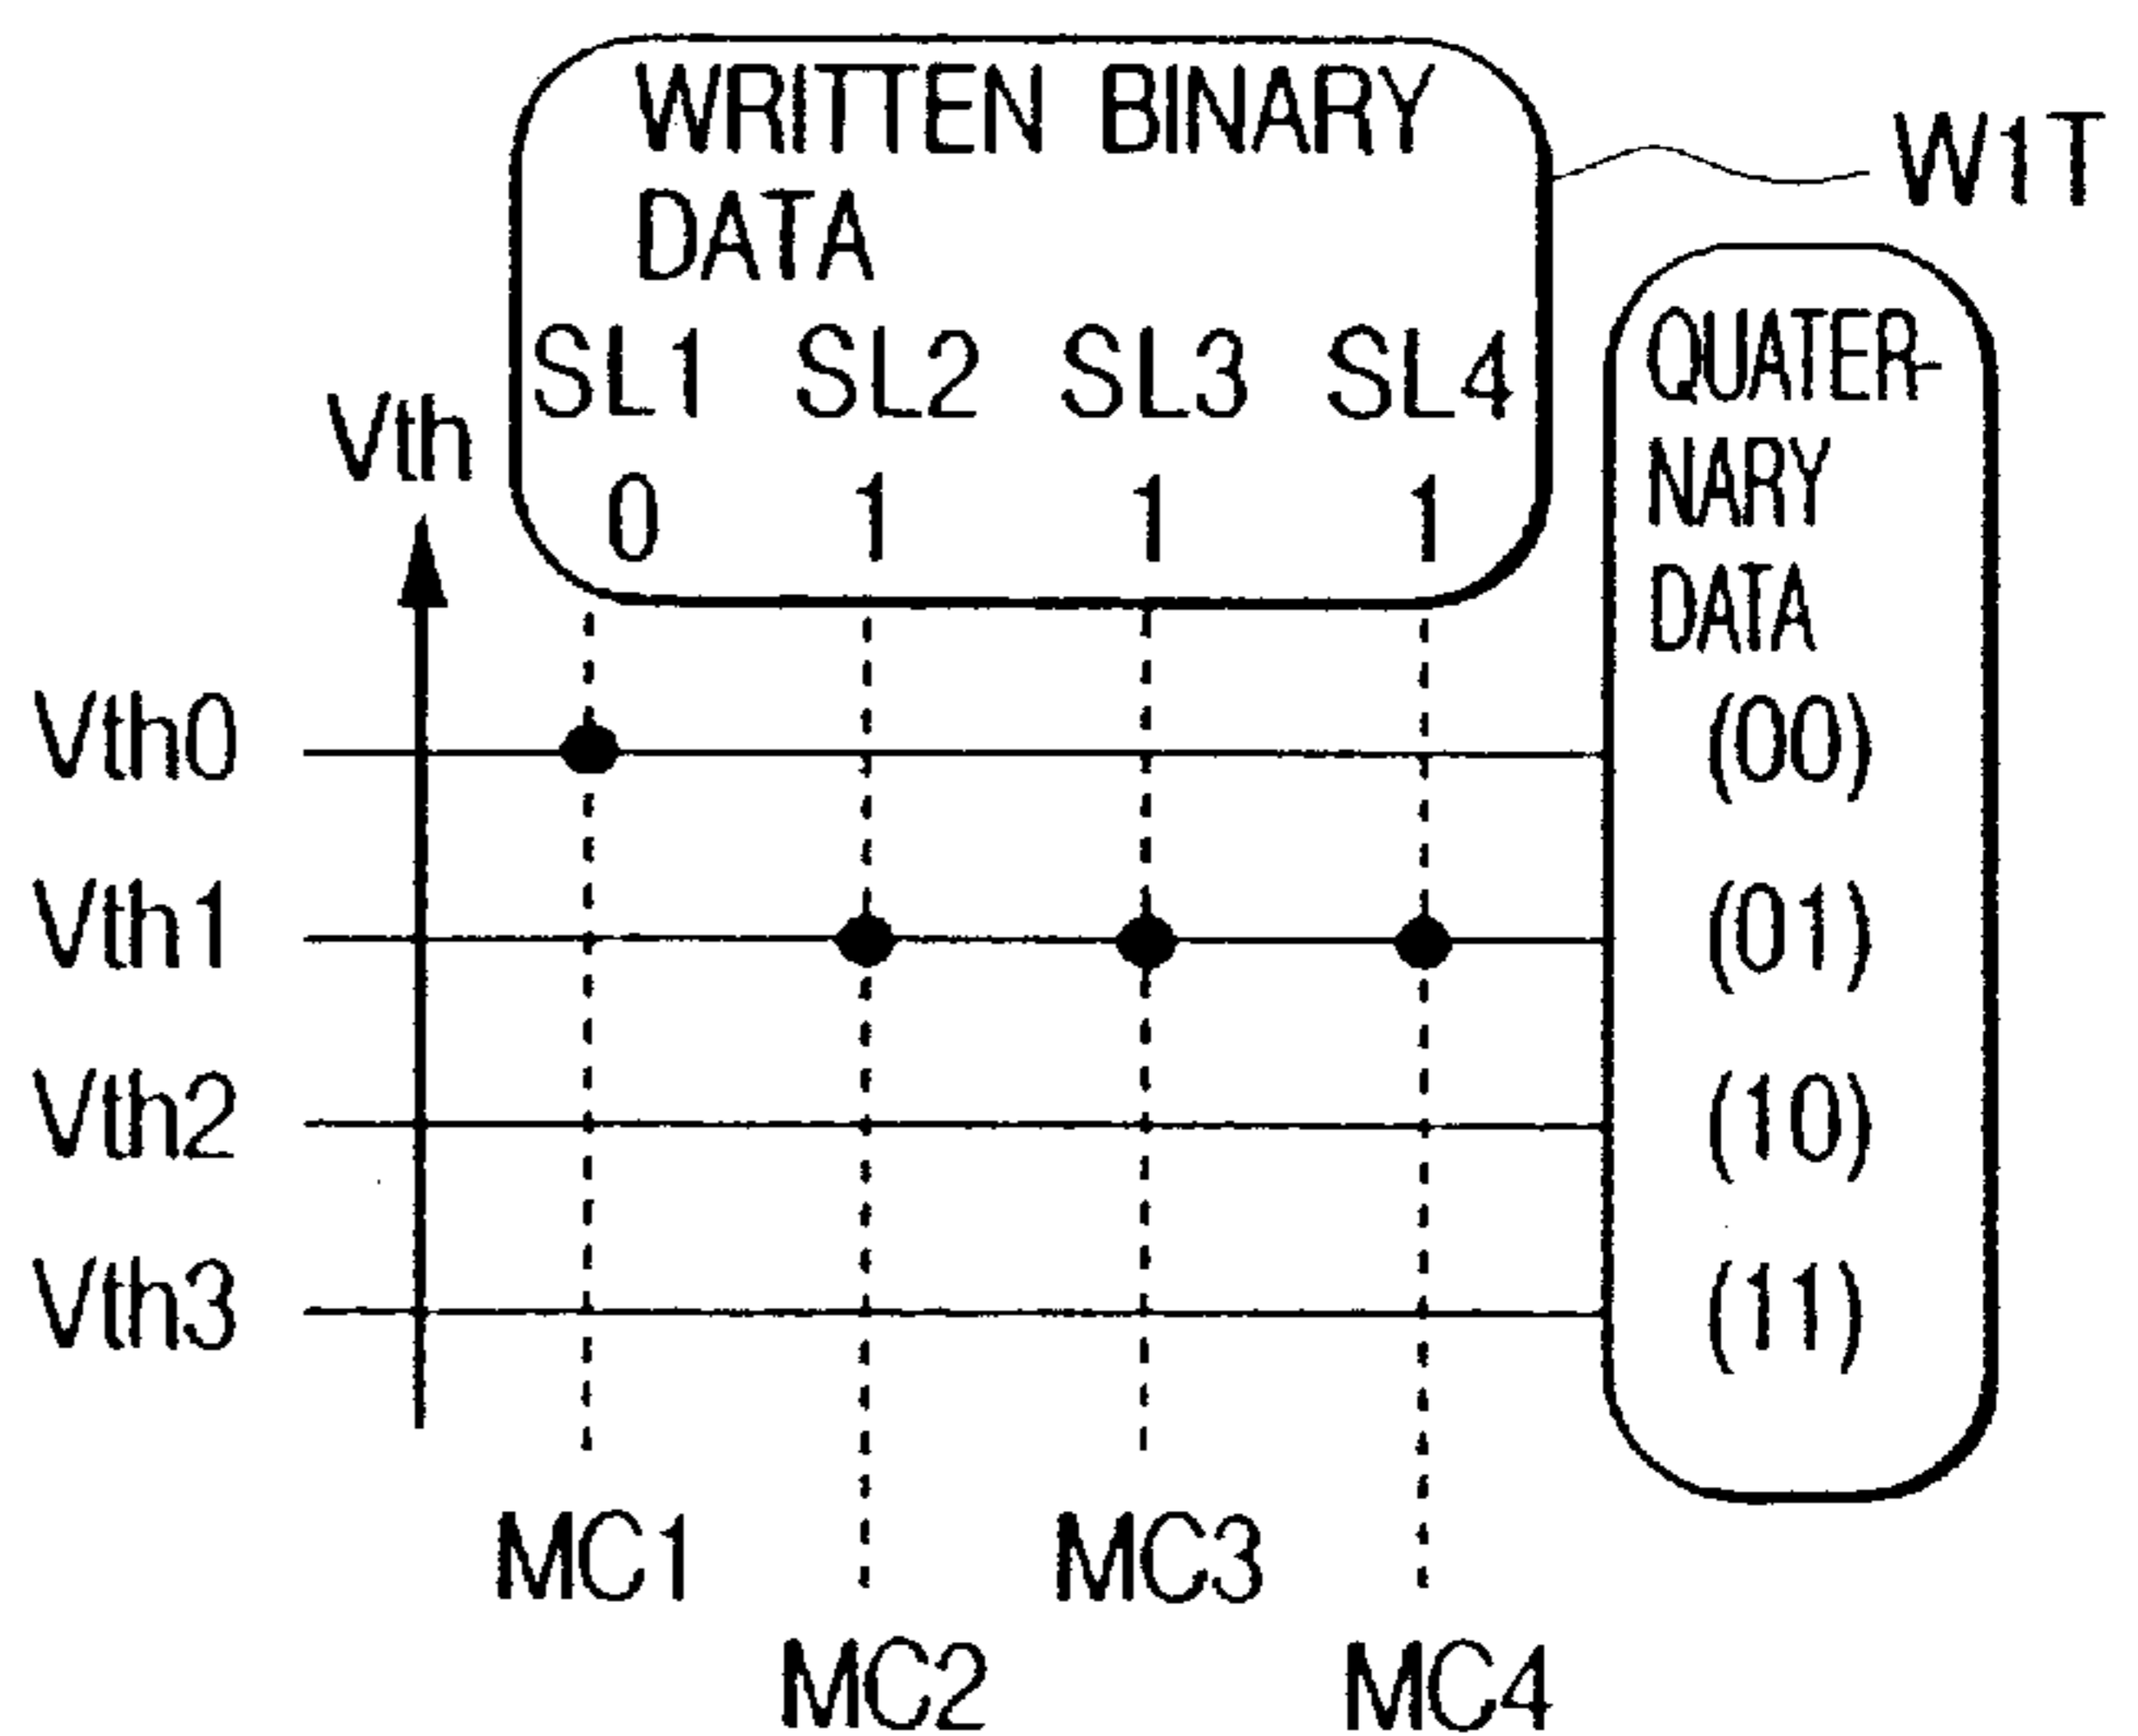 WRITTEN BINARY
DATA
W1T
SL1 SL2 SL3 SL4
0 1 1 1
Vth
QUATER-
NARY
DATA
Vth0 (00)
Vth1 (01)
Vth2 (10)
Vth3 (11)
MC1 MC3
MC2 MC4